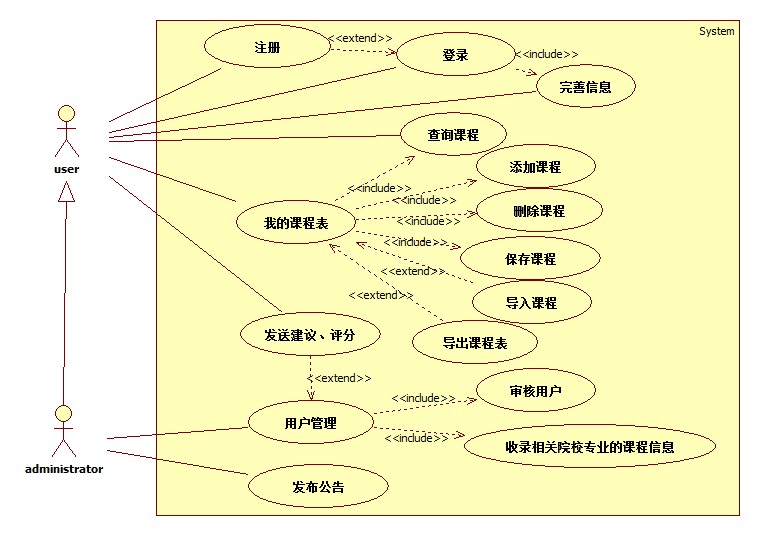 System
注册
<<extend>>
登录
<<include>>
完善信息
user
查询课程
添加课程
<<include>>
删除课程
<<include>>
我的课程表
<<include>>
<<include>>
保存课程
<<extend>>
导入课程
<<extend>>
发送建议、评分
导出课程表
<<extend>>
审核用户
<<include>>
用户管理
<<include>>
收录相关院校专业的课程信息
administrator
发布公告